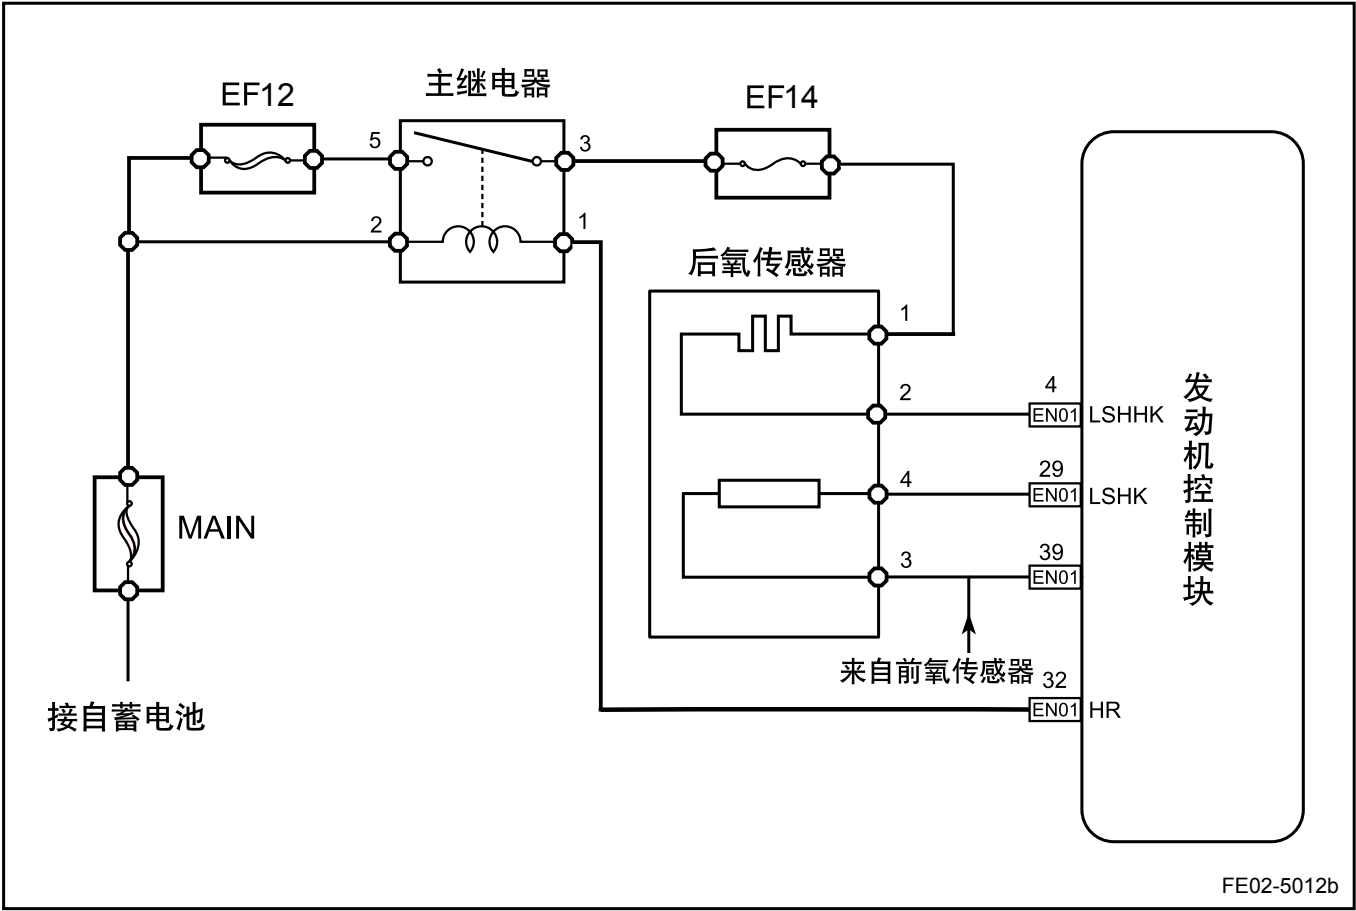 主继电器
EF12
EF14
5
3
2
1
后氧传感器
1
2
4
EN01
LSHHK
4
29
EN01
LSHK
3
39
EN01
来自前氧传感器
32
EN01
HR
发动机控制模块
MAIN
接自蓄电池
FE02-5012b